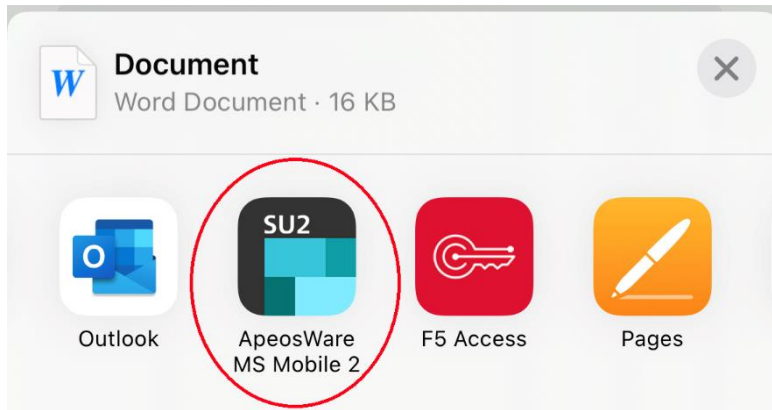 Document
W
Word Document · 16 KB
SU2
O
Outlook
ApeosWare
MS Mobile 2
F5 Access
Pages